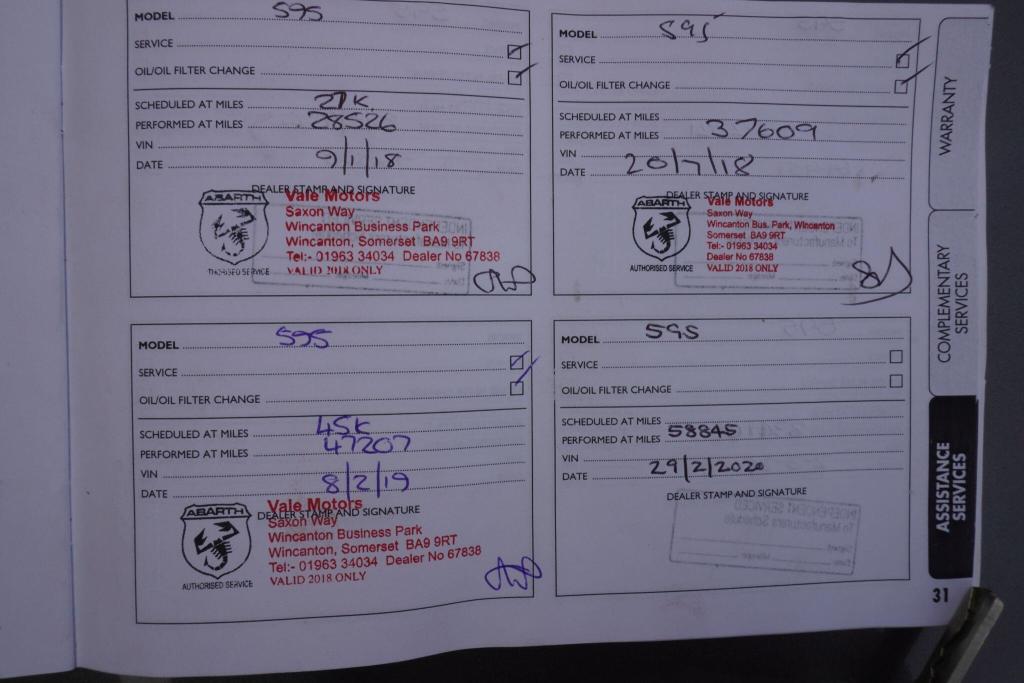 MODEL 595
SERVICE
OIL/OIL FILTER CHANGE
SCHEDULED AT MILES 27K
PERFORMED AT MILES 28526
VIN
DATE 9/1/18
DEALER STAMP AND SIGNATURE
ABARTH
Vale Motors
Saxon Way
Wincanton Business Park
Wincanton, Somerset BA9 9RT
Tel:- 01963 34034 Dealer No 67838
THORISED SERVICE VALID 2018 ONLY
MODEL 595
SERVICE
OIL/OIL FILTER CHANGE
SCHEDULED AT MILES
PERFORMED AT MILES 37609
VIN
DATE 20/7/18
DEALER STAMP AND SIGNATURE
ABARTH
Vale Motors
Saxon Way
Wincanton Bus. Park, Wincanton
Somerset BA9 9RT
Tel:- 01963 34034
Dealer No 67838
AUTHORISED SERVICE VALID 2018 ONLY
MODEL 595
SERVICE
OIL/OIL FILTER CHANGE
SCHEDULED AT MILES 45K
PERFORMED AT MILES 47207
VIN
DATE 8/2/19
DEALER STAMP AND SIGNATURE
ABARTH
Vale Motors
Saxon Way
Wincanton Business Park
Wincanton, Somerset BA9 9RT
Tel:- 01963 34034 Dealer No 67838
AUTHORISED SERVICE VALID 2018 ONLY
MODEL 595
SERVICE
OIL/OIL FILTER CHANGE
SCHEDULED AT MILES
PERFORMED AT MILES 58845
VIN
DATE 29/2/2020
DEALER STAMP AND SIGNATURE
WARRANTY
COMPLEMENTARY
SERVICES
ASSISTANCE
SERVICES
31